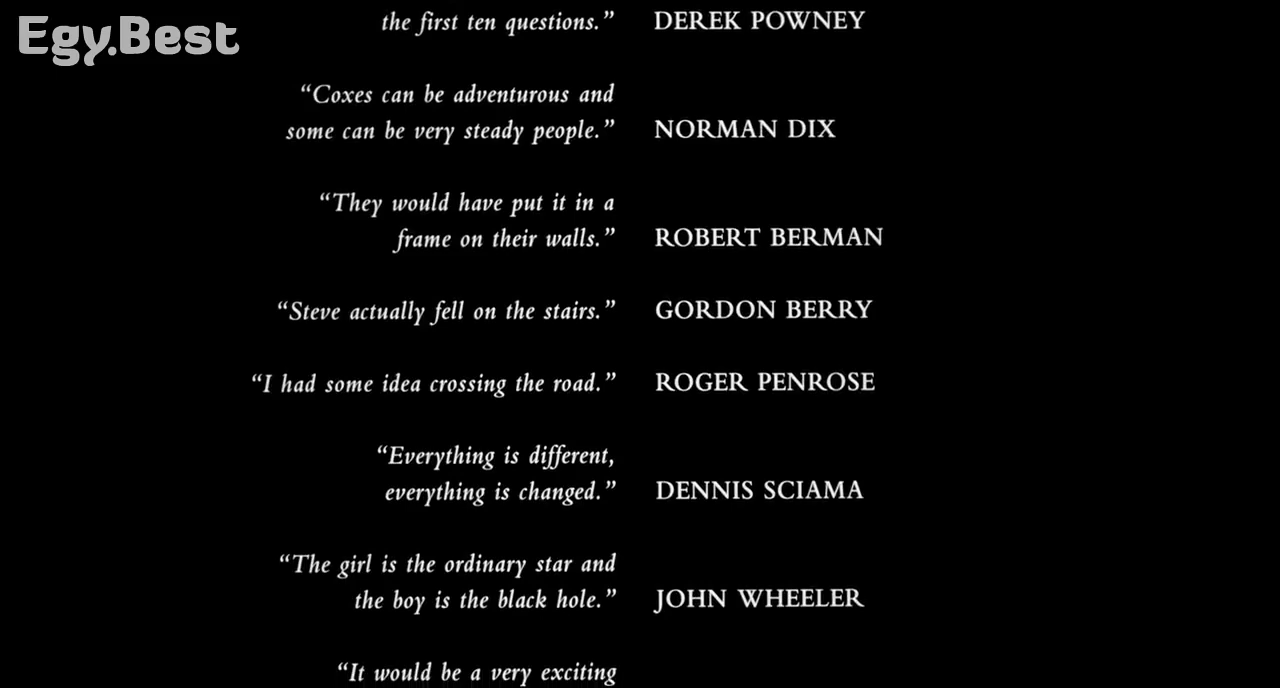 Egy.Best
the first ten questions.” DEREK POWNEY
“Coxes can be adventurous and
some can be very steady people.” NORMAN DIX
“They would have put it in a
frame on their walls.” ROBERT BERMAN
“Steve actually fell on the stairs.” GORDON BERRY
“I had some idea crossing the road.” ROGER PENROSE
“Everything is different,
everything is changed.” DENNIS SCIAMA
“The girl is the ordinary star and
the boy is the black hole.” JOHN WHEELER
“It would be a very exciting